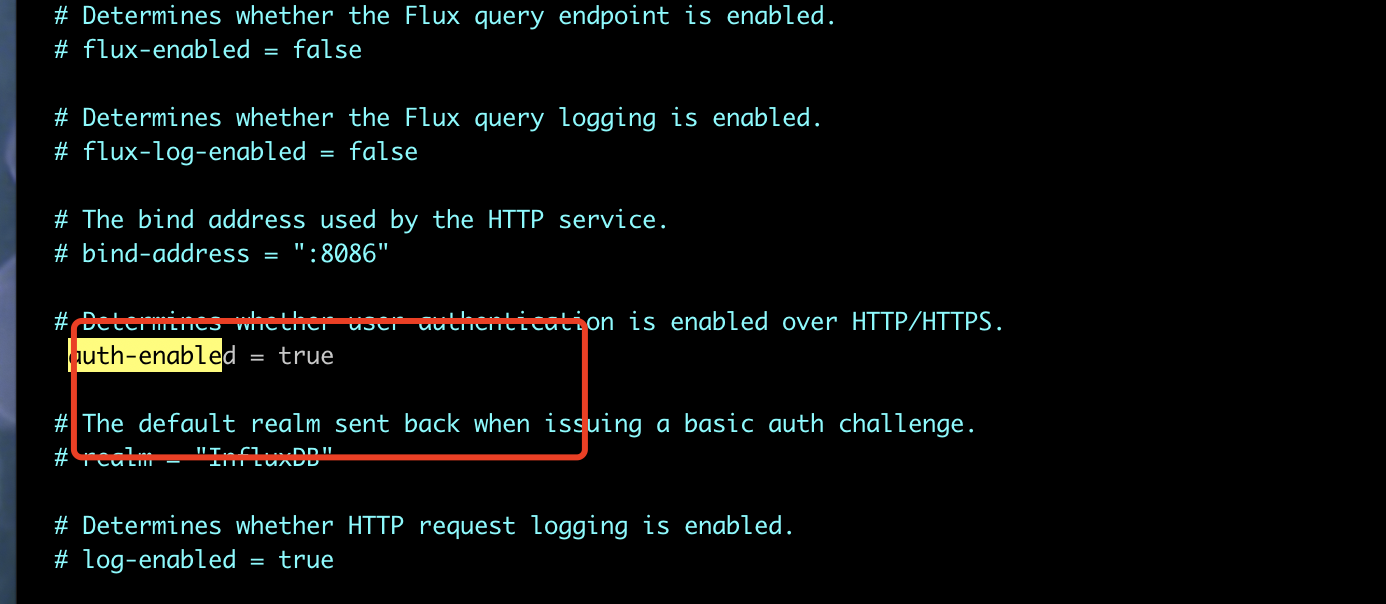 # Determines whether the Flux query endpoint is enabled.
# flux-enabled = false
# Determines whether the Flux query logging is enabled.
# flux-log-enabled = false
# The bind address used by the HTTP service.
# bind-address = ":8086"
# Determines whether user authentication is enabled over HTTP/HTTPS.
auth-enabled = true
# The default realm sent back when issuing a basic auth challenge.
# realm = "InfluxDB"
# Determines whether HTTP request logging is enabled.
# log-enabled = true